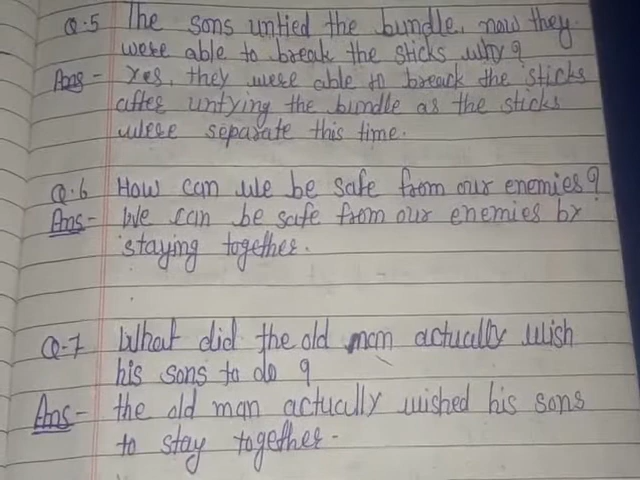 Q.5 The sons untied the bundle, now they
were able to break the sticks why?
Ans - Yes, they were able to break the sticks
after untying the bundle as the sticks
were separate this time.
Q.6 How can we be safe from our enemies?
Ans - We can be safe from our enemies by
staying together.
Q.7 What did the old man actually wish
his sons to do ?
Ans - the old man actually wished his sons
to stay together.